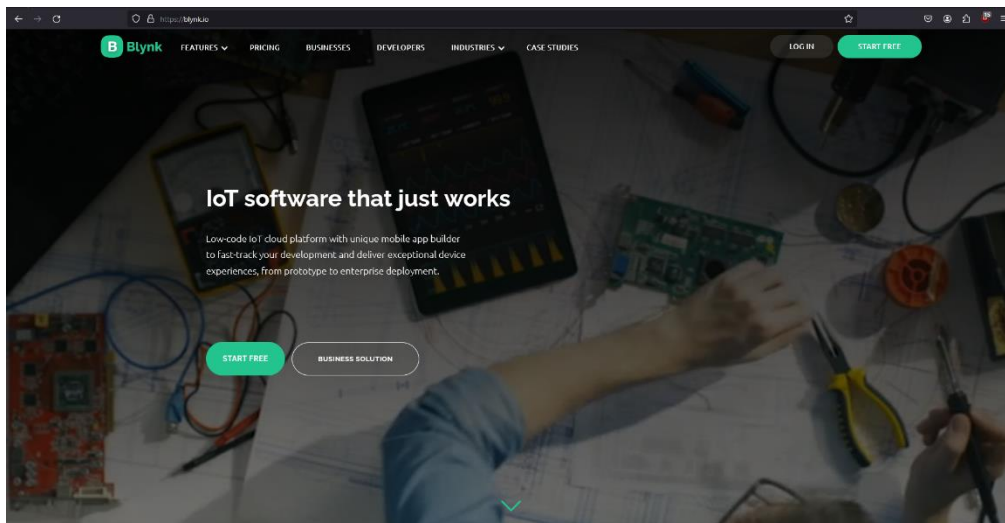 https://blynk.io
35
B Blynk FEATURES PRICING BUSINESSES DEVELOPERS INDUSTRIES CASE STUDIES LOG IN START FREE
IoT software that just works
Low-code IoT cloud platform with unique mobile app builder
to fast-track your development and deliver exceptional device
experiences, from prototype to enterprise deployment.
START FREE BUSINESS SOLUTION